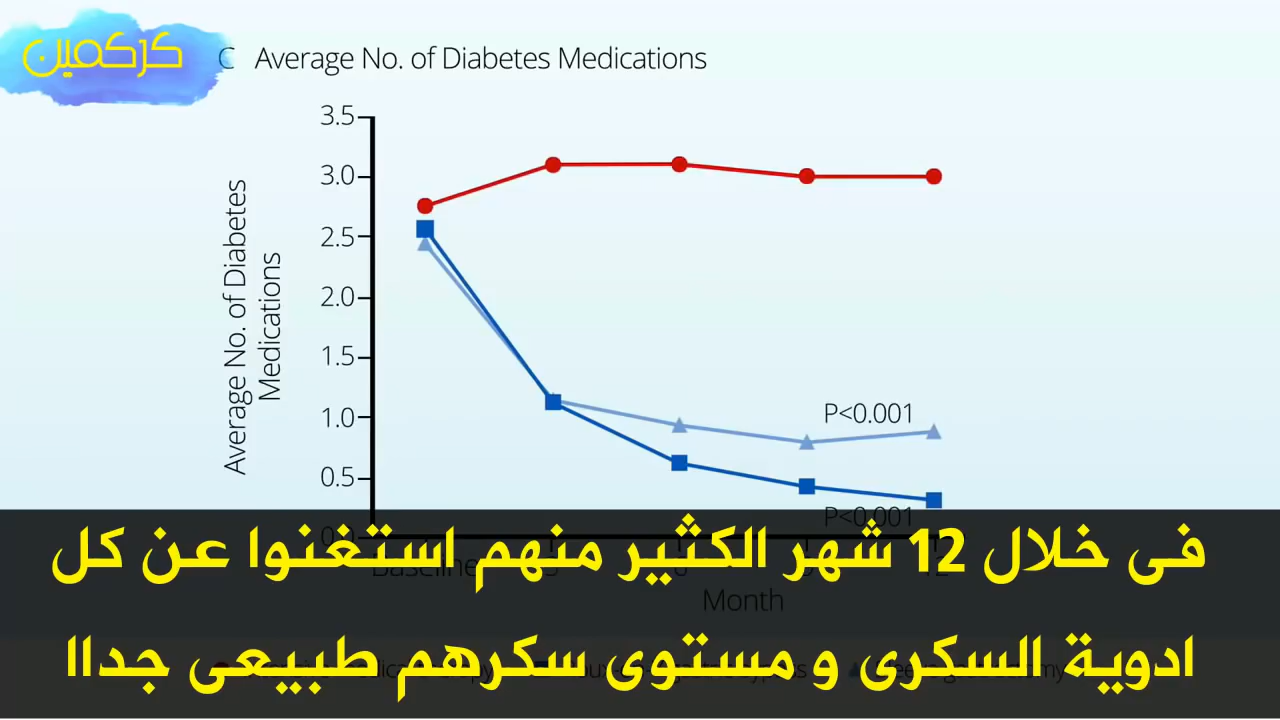 كركمين
C Average No. of Diabetes Medications
Average No. of Diabetes
Medications
3.5
3.0
2.5
2.0
1.5
1.0
0.5
P<0.001
P<0.001
Baseline
Month
فى خلال 12 شهر الكثير منهم استغنوا عن كل
ادوية السكرى و مستوى سكرهم طبيعى جداا